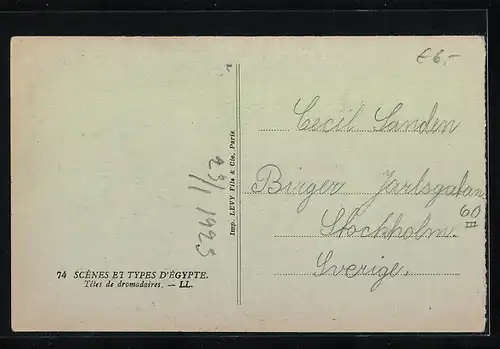 €6,-
Cecil Sanden
Birger Jarlsgatan
60
III
Stockholm.
Sverige.
23/1 1923
Imp. LEVY Fils & Cie, Paris
74 SCÈNES ET TYPES D'ÉGYPTE.
Têtes de dromadaires. — LL.